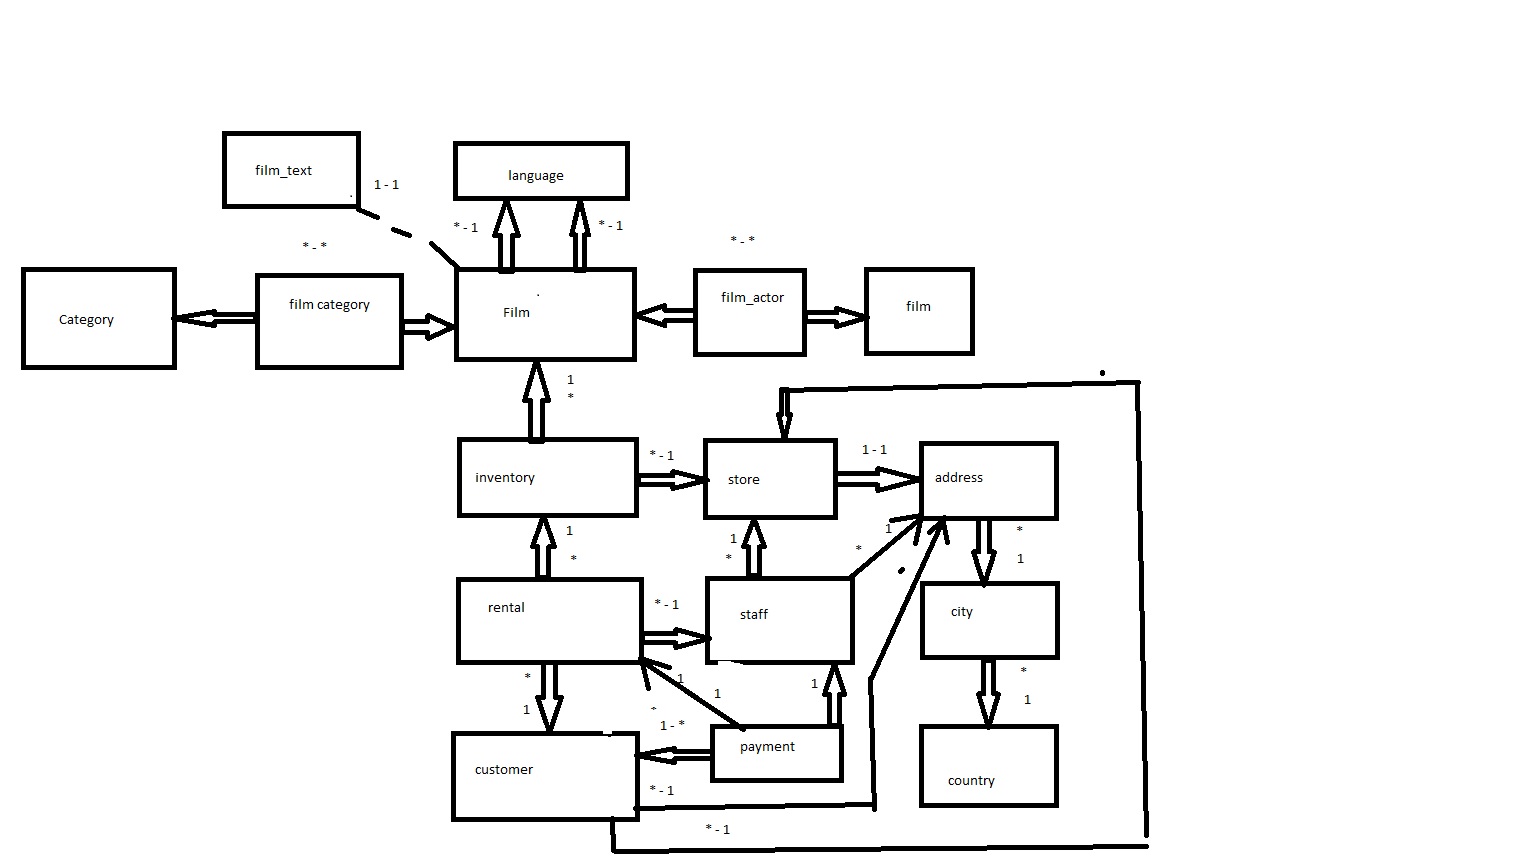 film_text
language
1 - 1
* - 1
* - 1
* - *
* - *
Category
film category
Film
film_actor
film
1
*
inventory
* - 1
store
1 - 1
address
1
*
1
*
*
1
*
1
rental
* - 1
staff
city
*
1
1
1
1
*
1
*
1 - *
customer
payment
country
* - 1
* - 1